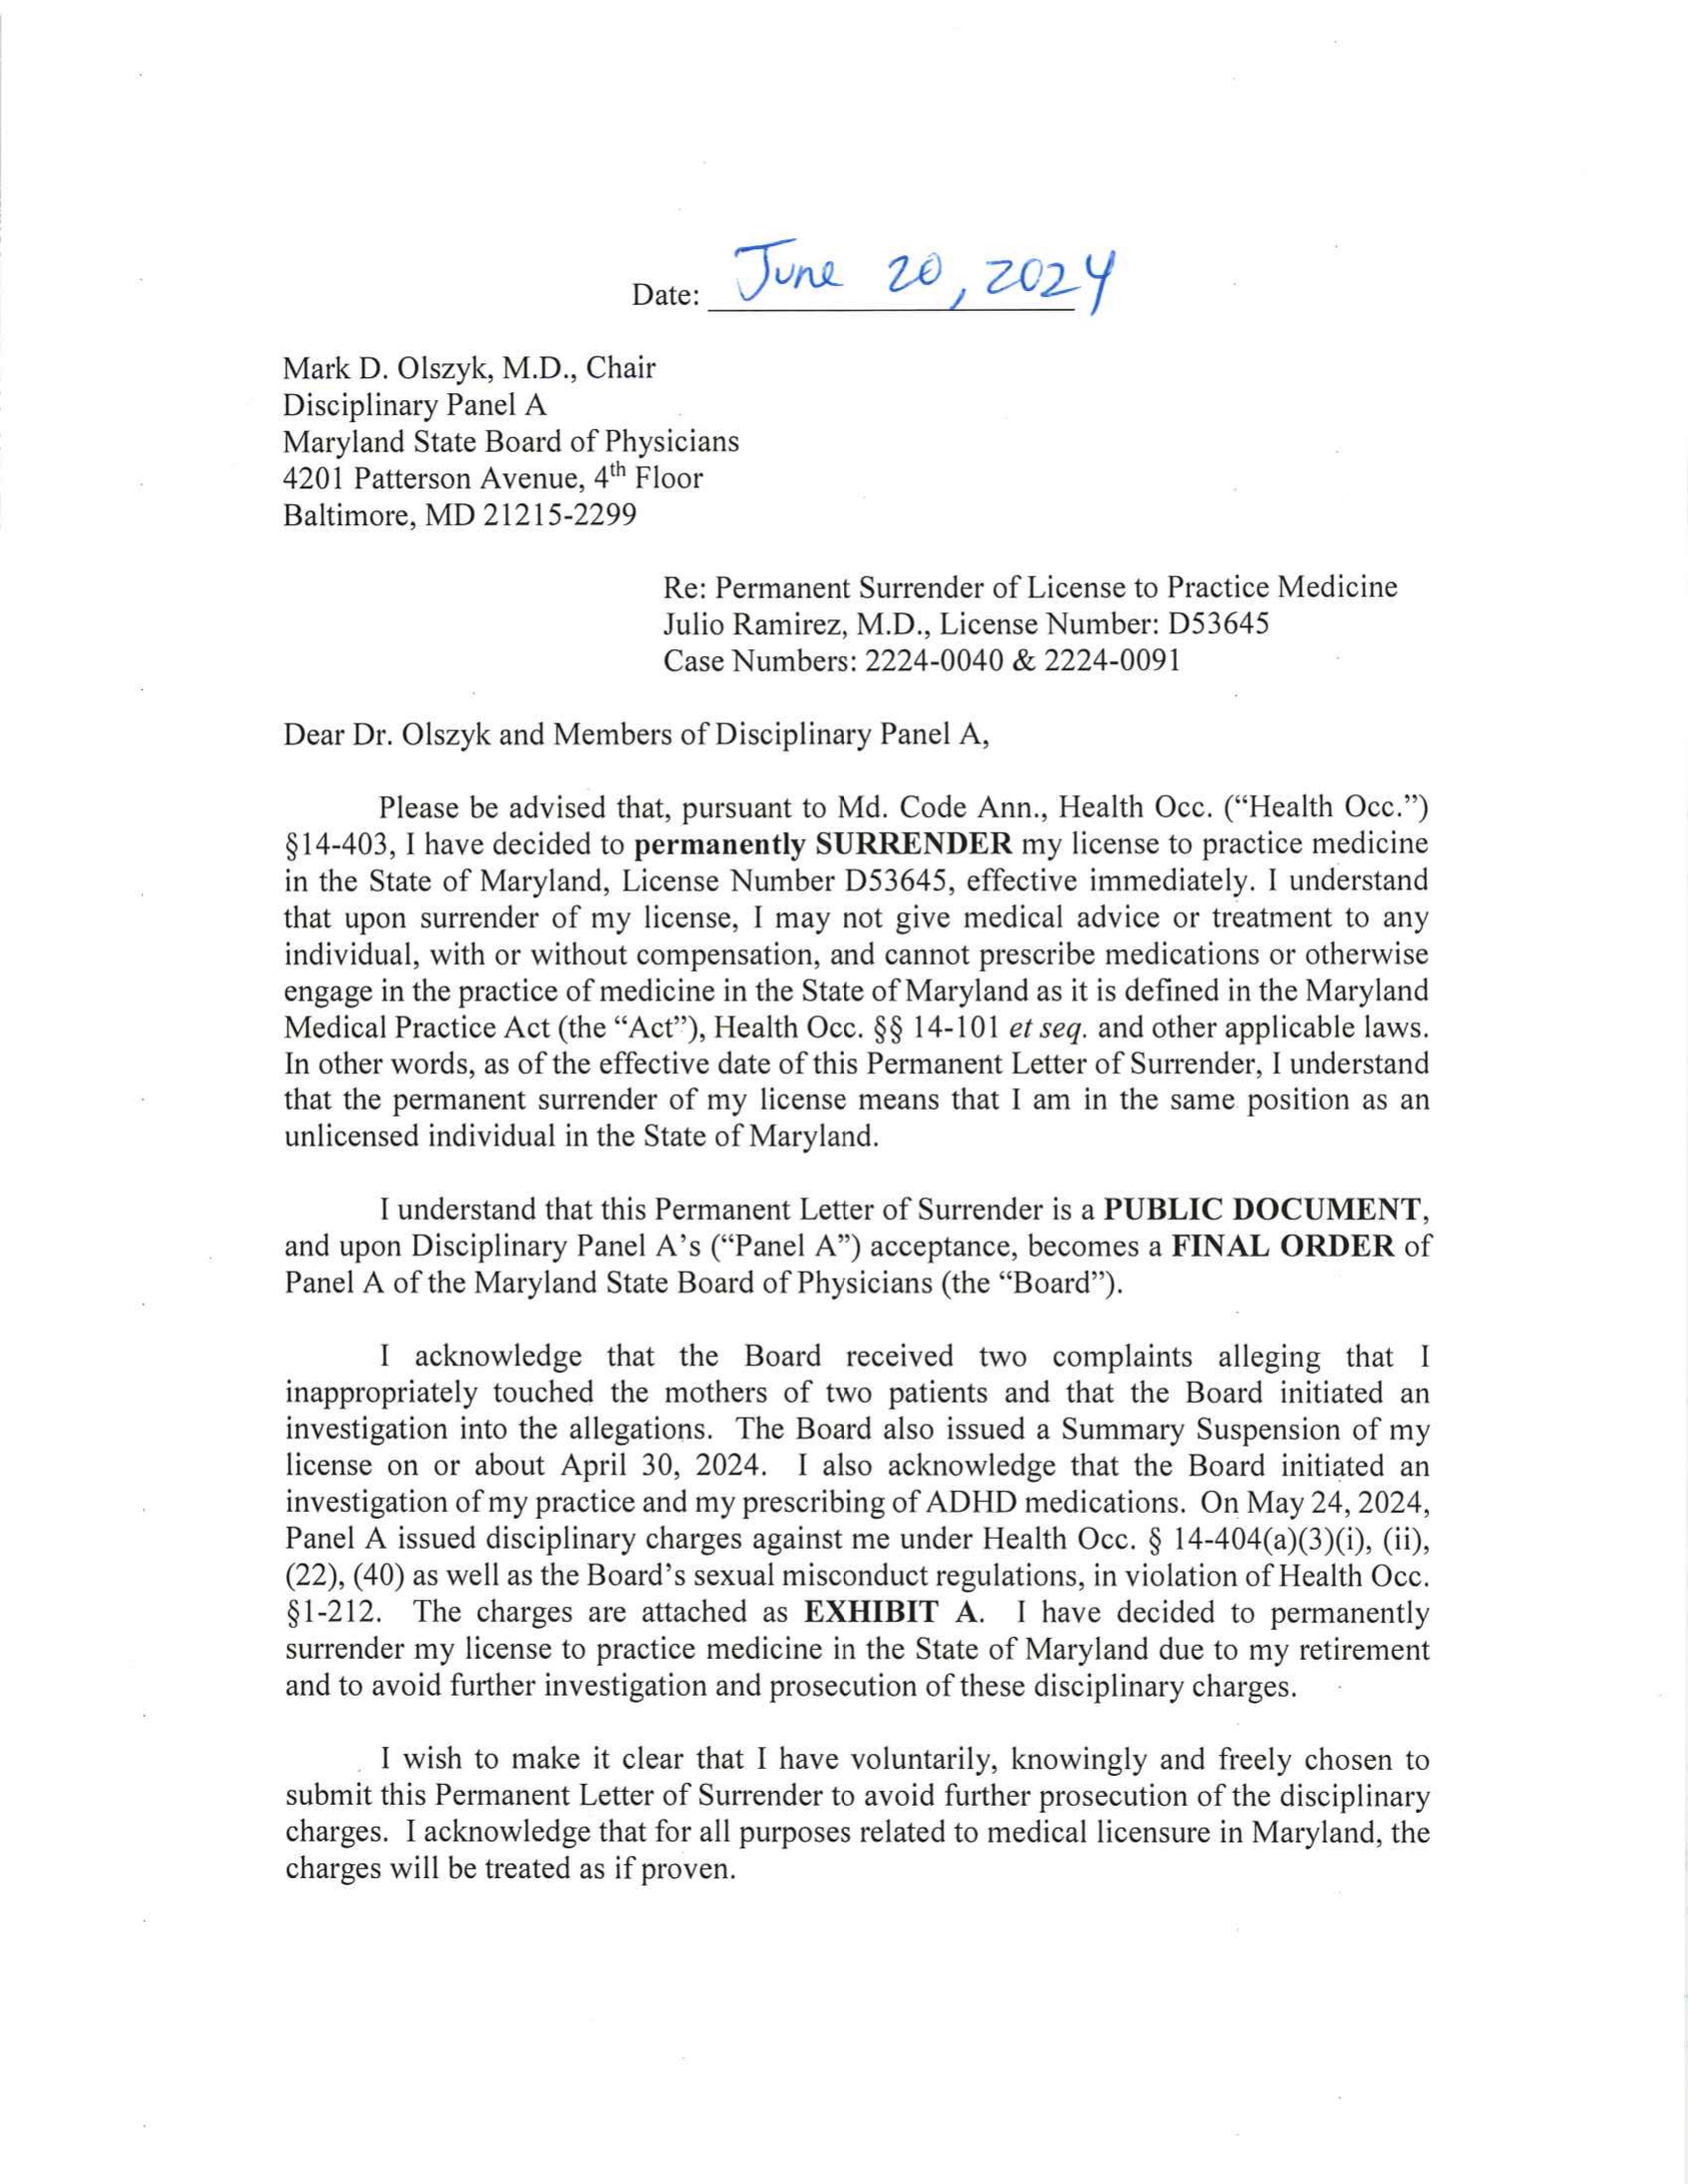 Date: June 20, 2024
Mark D. Olszyk, M.D., Chair
Disciplinary Panel A
Maryland State Board of Physicians
4201 Patterson Avenue, 4th Floor
Baltimore, MD 21215-2299
Re: Permanent Surrender of License to Practice Medicine
Julio Ramirez, M.D., License Number: D53645
Case Numbers: 2224-0040 & 2224-0091
Dear Dr. Olszyk and Members of Disciplinary Panel A,
Please be advised that, pursuant to Md. Code Ann., Health Occ. (“Health Occ.”)
§14-403, I have decided to permanently SURRENDER my license to practice medicine
in the State of Maryland, License Number D53645, effective immediately. I understand
that upon surrender of my license, I may not give medical advice or treatment to any
individual, with or without compensation, and cannot prescribe medications or otherwise
engage in the practice of medicine in the State of Maryland as it is defined in the Maryland
Medical Practice Act (the “Act”), Health Occ. §§ 14-101 et seq. and other applicable laws.
In other words, as of the effective date of this Permanent Letter of Surrender, I understand
that the permanent surrender of my license means that I am in the same position as an
unlicensed individual in the State of Maryland.
I understand that this Permanent Letter of Surrender is a PUBLIC DOCUMENT,
and upon Disciplinary Panel A’s (“Panel A”) acceptance, becomes a FINAL ORDER of
Panel A of the Maryland State Board of Physicians (the “Board”).
I acknowledge that the Board received two complaints alleging that I
inappropriately touched the mothers of two patients and that the Board initiated an
investigation into the allegations. The Board also issued a Summary Suspension of my
license on or about April 30, 2024. I also acknowledge that the Board initiated an
investigation of my practice and my prescribing of ADHD medications. On May 24, 2024,
Panel A issued disciplinary charges against me under Health Occ. § 14-404(a)(3)(i), (ii),
(22), (40) as well as the Board’s sexual misconduct regulations, in violation of Health Occ.
§1-212. The charges are attached as EXHIBIT A. I have decided to permanently
surrender my license to practice medicine in the State of Maryland due to my retirement
and to avoid further investigation and prosecution of these disciplinary charges.
I wish to make it clear that I have voluntarily, knowingly and freely chosen to
submit this Permanent Letter of Surrender to avoid further prosecution of the disciplinary
charges. I acknowledge that for all purposes related to medical licensure in Maryland, the
charges will be treated as if proven.